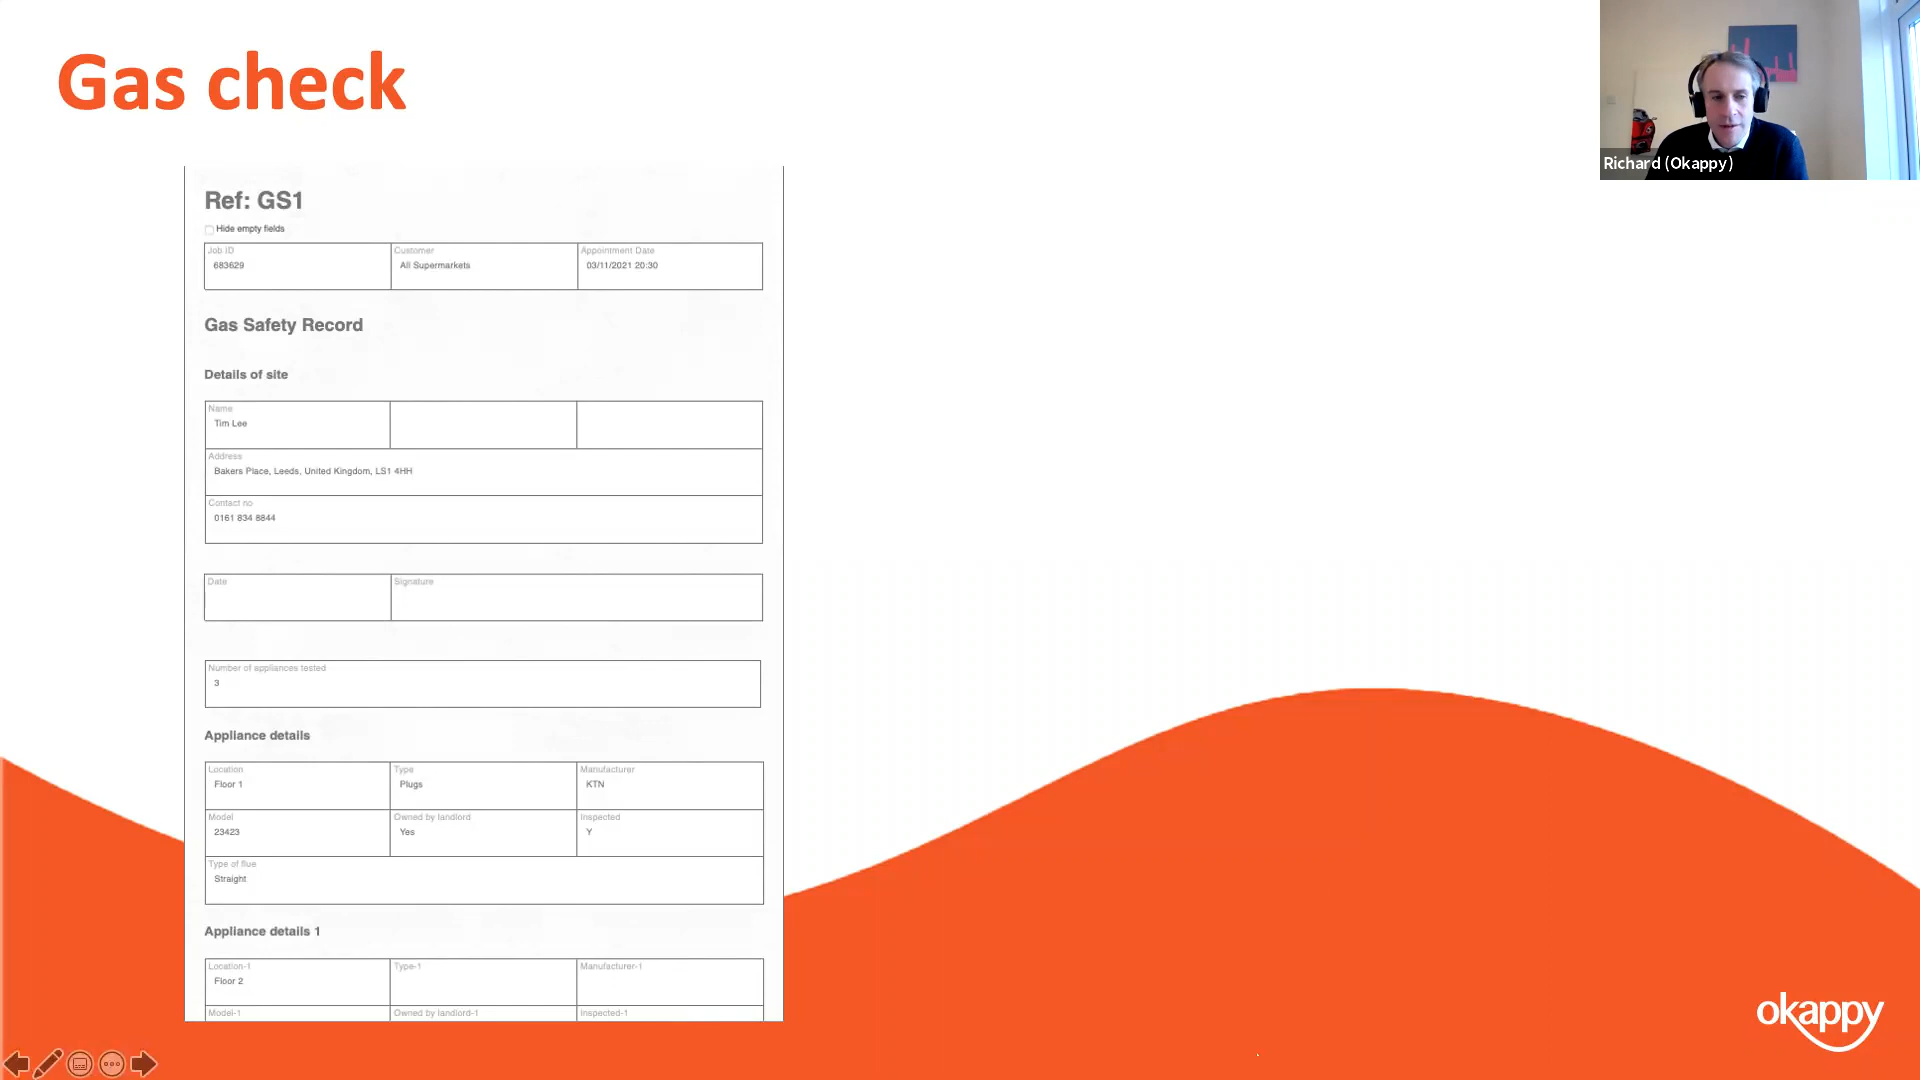 Gas check
Richard (Okappy)
Ref: GS1
Hide empty fields
Job ID Customer Appointment Date
683629 All Supermarkets 03/11/2021 20:30
Gas Safety Record
Details of site
Name
Tim Lee
Address
Bakers Place, Leeds, United Kingdom, LS1 4HH
Contact no
0161 834 8844
Date Signature
Number of appliances tested
3
Appliance details
Location Type Manufacturer
Floor 1 Plugs KTN
Model Owned by landlord Inspected
23423 Yes Y
Type of flue
Straight
Appliance details 1
Location-1 Type-1 Manufacturer-1
Floor 2
Model-1 Owned by landlord-1 Inspected-1
okappy